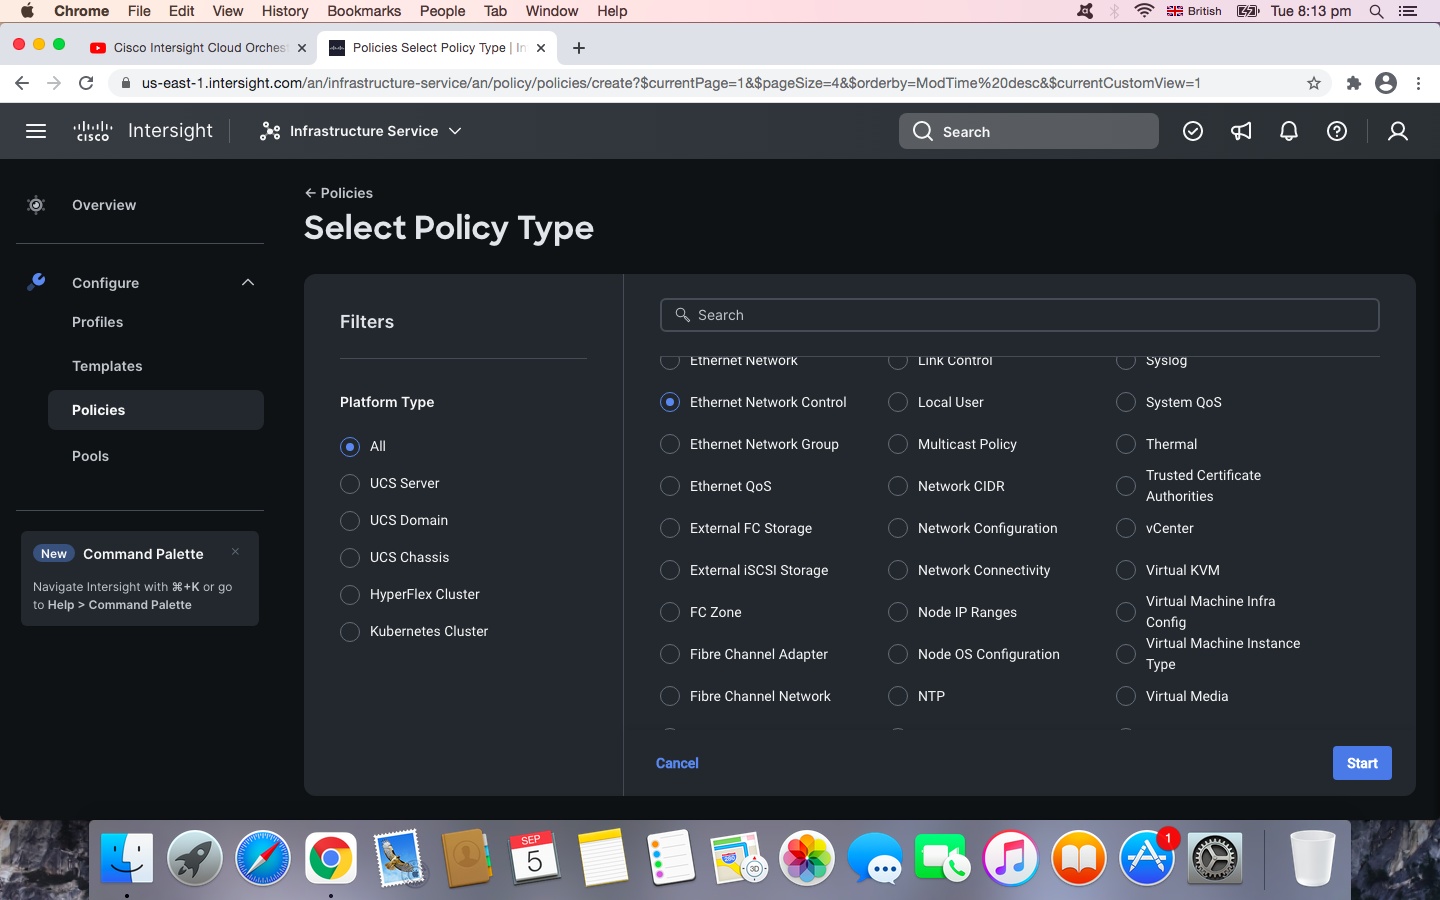 Chrome File Edit View History Bookmarks People Tab Window Help British Tue 8:13 pm
Cisco Intersight Cloud Orchest
Policies Select Policy Type | In
us-east-1.intersight.com/an/infrastructure-service/an/policy/policies/create?$currentPage=1&$pageSize=4&$orderby=ModTime%20desc&$currentCustomView=1
CISCO Intersight
Infrastructure Service
Search
Overview
Configure
Profiles
Templates
Policies
Pools
New Command Palette
Navigate Intersight with ⌘+K or go
to Help > Command Palette
← Policies
Select Policy Type
Filters
Platform Type
All
UCS Server
UCS Domain
UCS Chassis
HyperFlex Cluster
Kubernetes Cluster
Search
Ethernet Network
Ethernet Network Control
Ethernet Network Group
Ethernet QoS
External FC Storage
External iSCSI Storage
FC Zone
Fibre Channel Adapter
Fibre Channel Network
Link Control
Local User
Multicast Policy
Network CIDR
Network Configuration
Network Connectivity
Node IP Ranges
Node OS Configuration
NTP
Syslog
System QoS
Thermal
Trusted Certificate
Authorities
vCenter
Virtual KVM
Virtual Machine Infra
Config
Virtual Machine Instance
Type
Virtual Media
Cancel
Start
SEP
5
280
3D
1